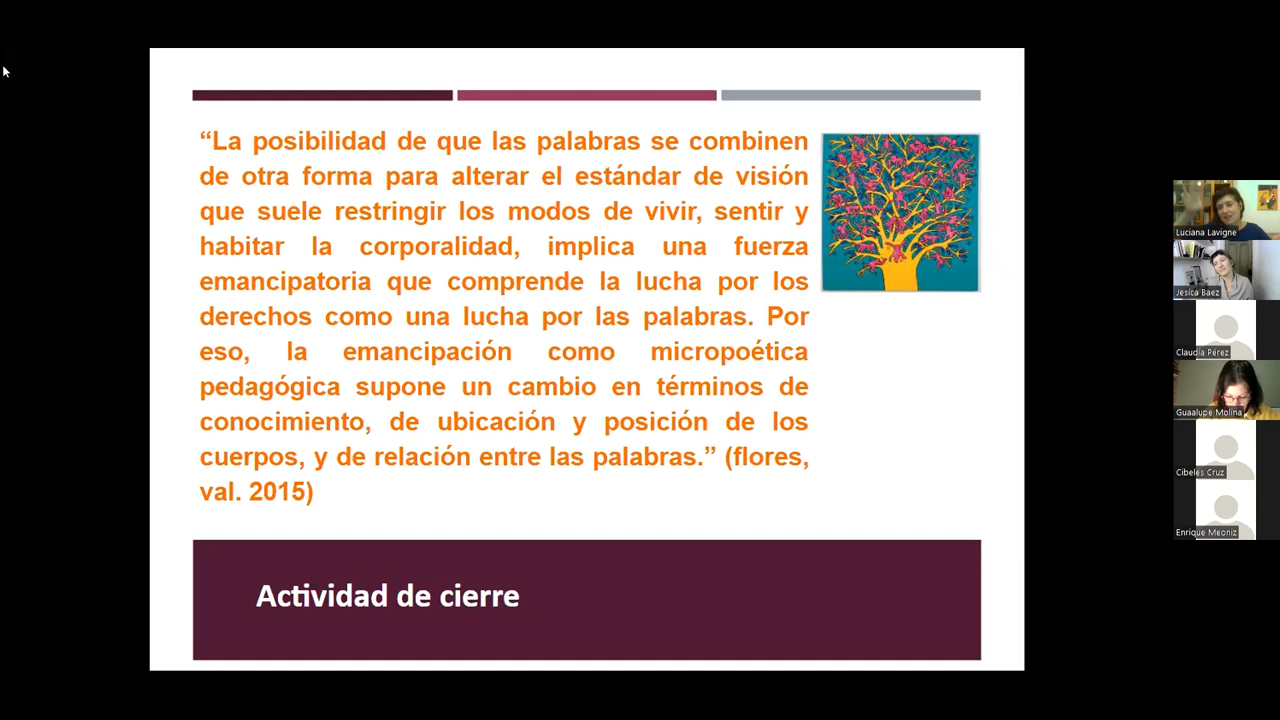 “La posibilidad de que las palabras se combinen
de otra forma para alterar el estándar de visión
que suele restringir los modos de vivir, sentir y
habitar la corporalidad, implica una fuerza
emancipatoria que comprende la lucha por los
derechos como una lucha por las palabras. Por
eso, la emancipación como micropoética
pedagógica supone un cambio en términos de
conocimiento, de ubicación y posición de los
cuerpos, y de relación entre las palabras.” (flores,
val. 2015)
Actividad de cierre
Luciana Lavigne
Jesica Baez
Claudia Pérez
Guaalupe Molina
Cibeles Cruz
Enrique Meoniz